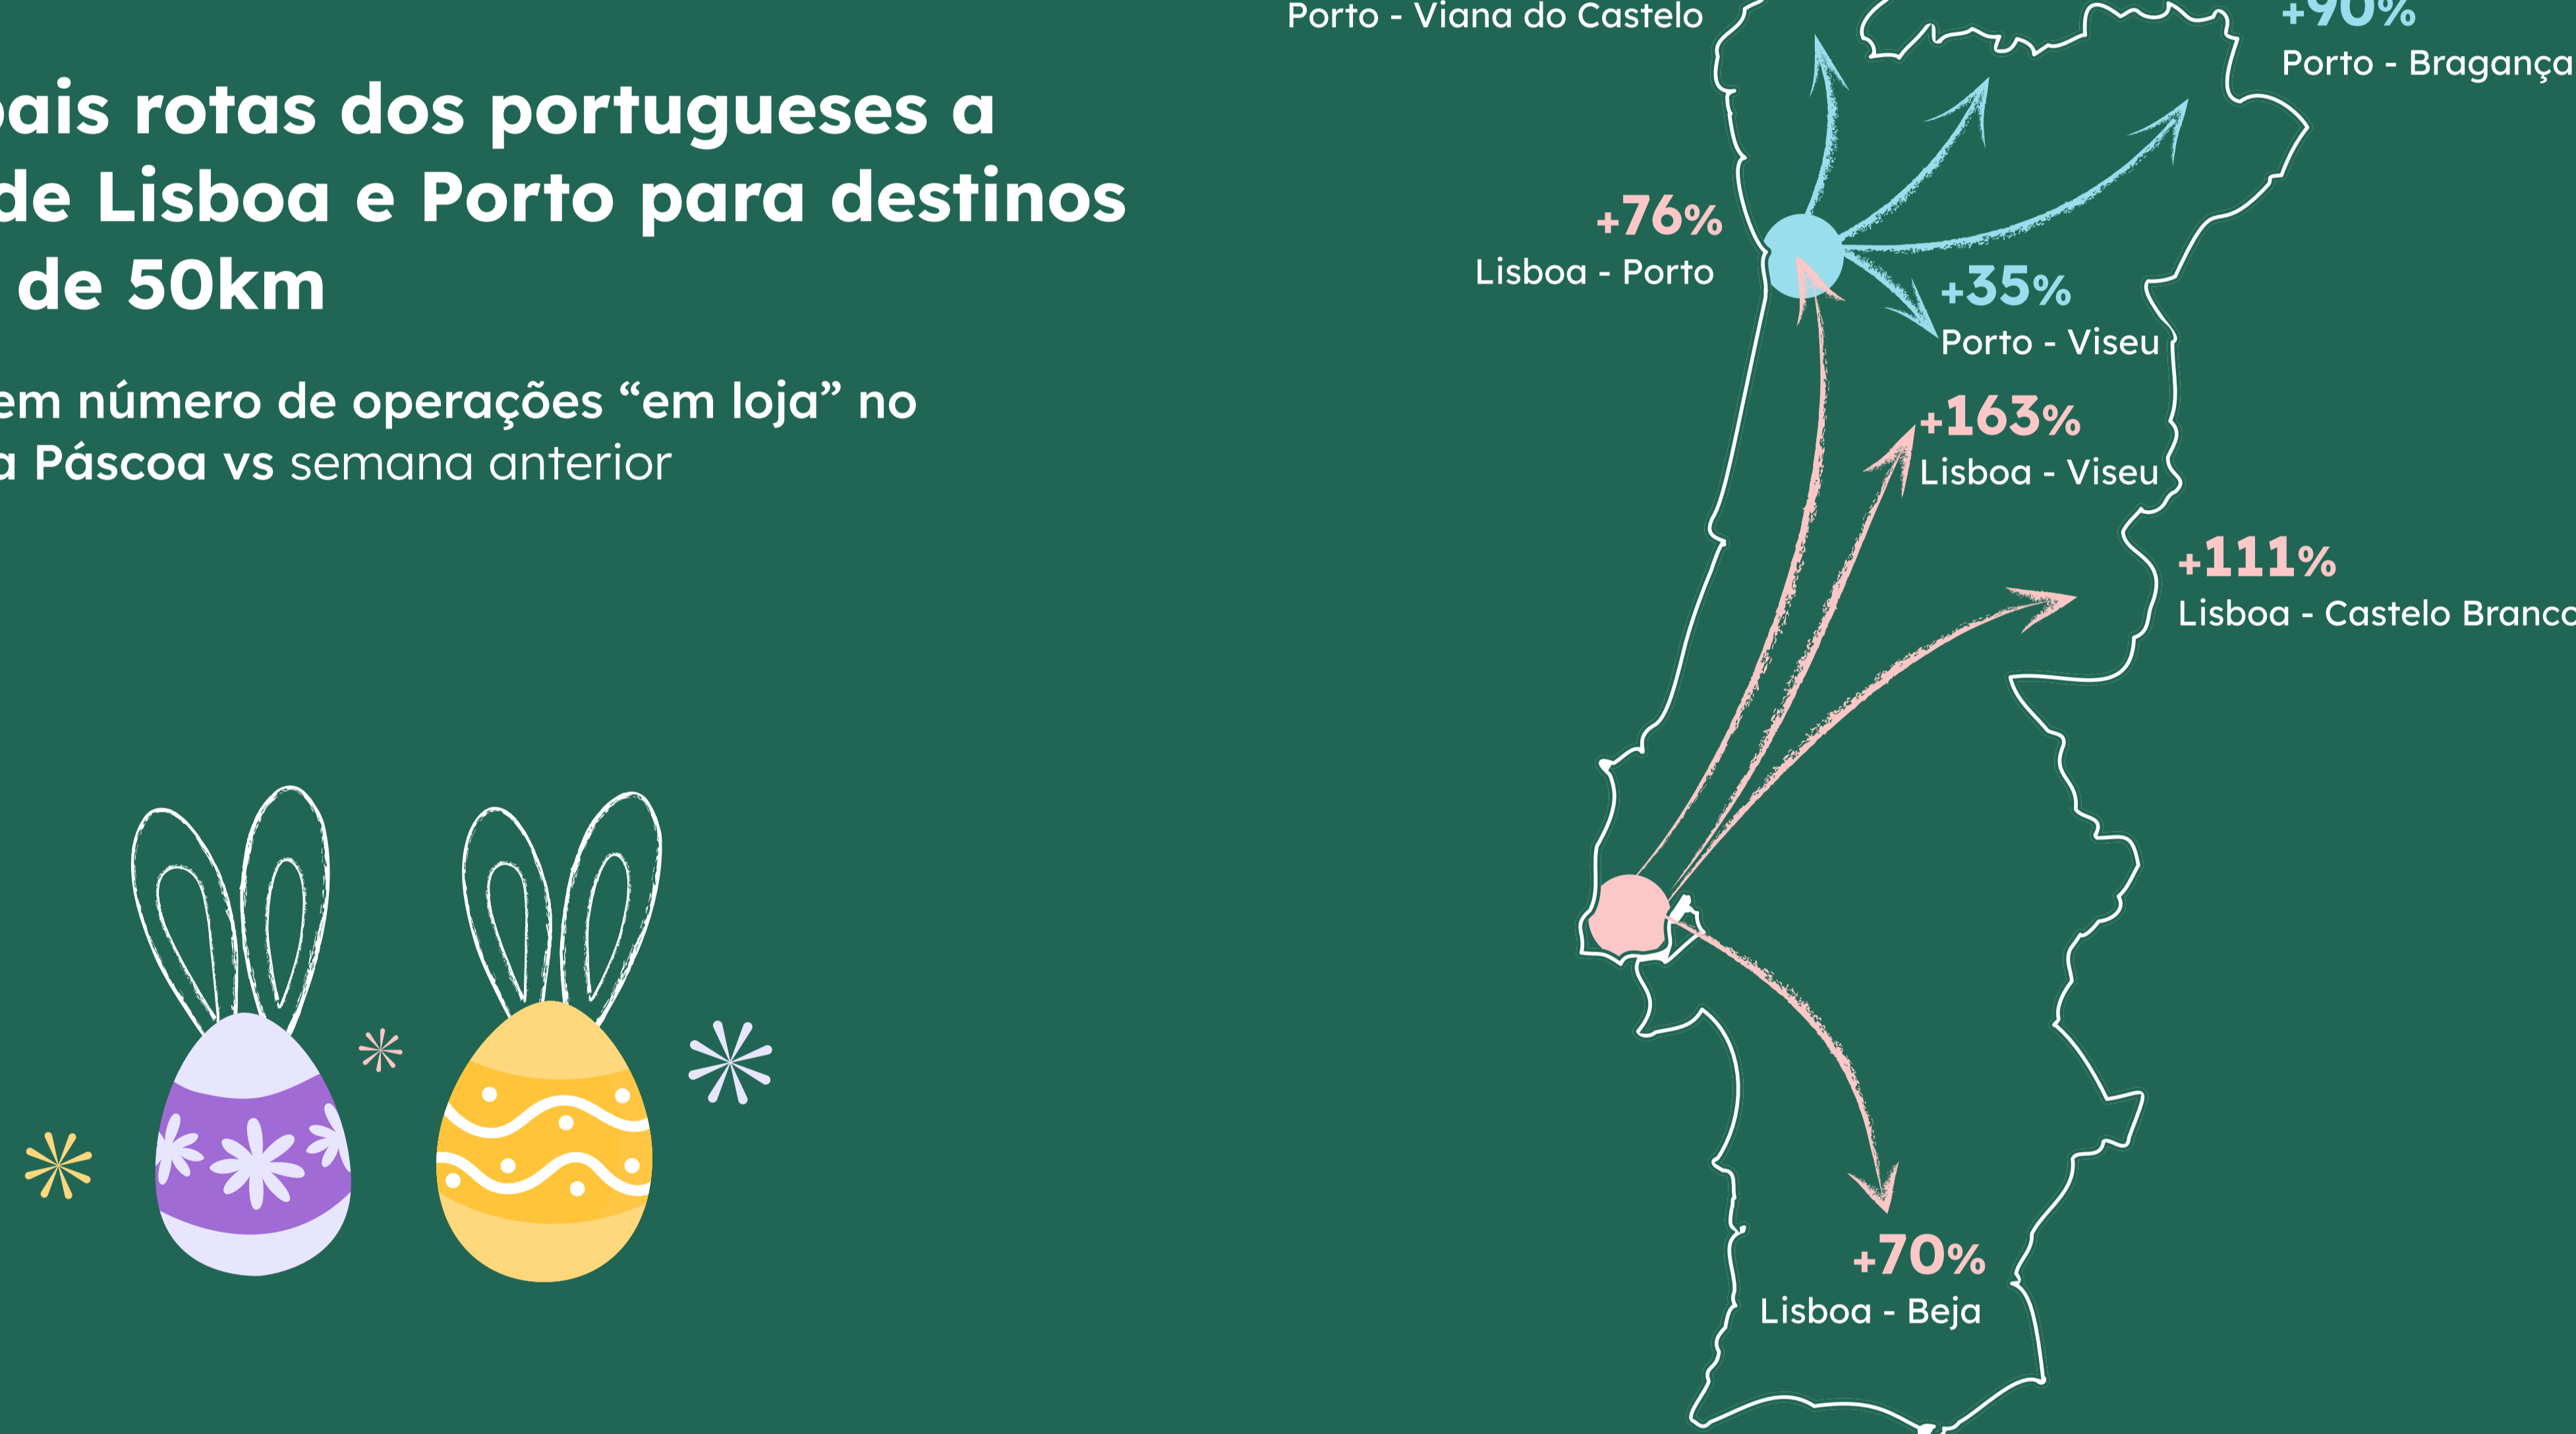 rotas dos portugueses a
de Lisboa e Porto para destinos
de 50km
em número de operações “em loja” no
a Páscoa vs semana anterior
Porto - Viana do Castelo
+90%
Porto - Bragança
+76%
Lisboa - Porto
+35%
Porto - Viseu
+163%
Lisboa - Viseu
+111%
Lisboa - Castelo Branco
+70%
Lisboa - Beja